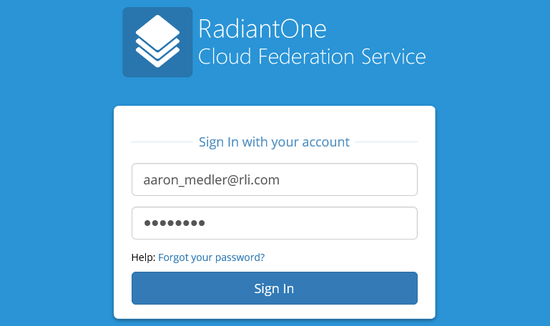 RadiantOne
Cloud Federation Service
Sign In with your account
aaron_medler@rli.com
••••••••
Help: Forgot your password?
Sign In